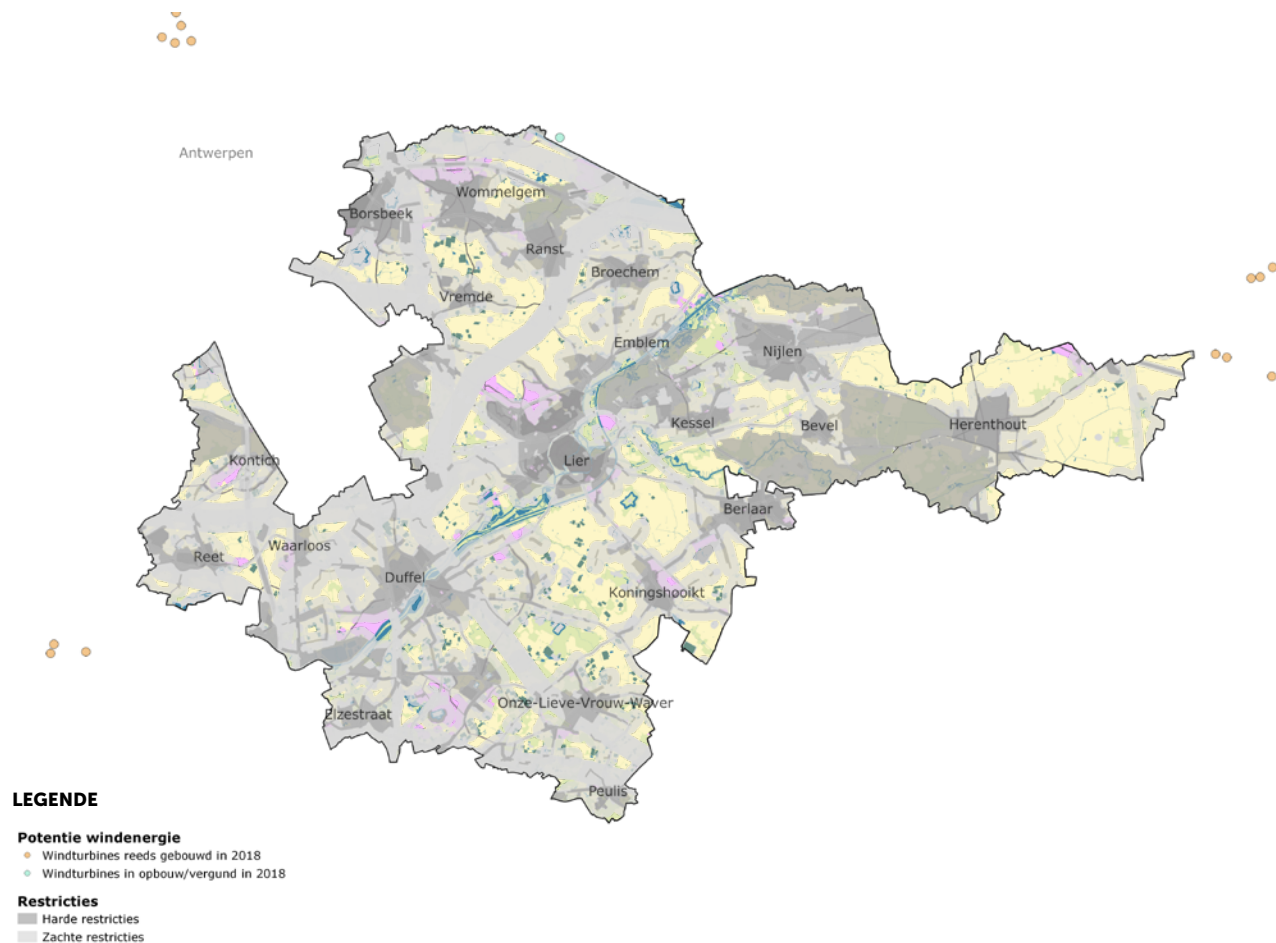 Antwerpen
Wommelgem
Borsbeek
Ranst
Broechem
Vremde
Emblem
Nijlen
Kessel
Bevel
Herenthout
Kontich
Lier
Berlaar
Waarloos
Reet
Duffel
Koningshooikt
Onze-Lieve-Vrouw-Waver
Elzestraat
Peulis
LEGENDE
Potentie windenergie
Windturbines reeds gebouwd in 2018
Windturbines in opbouw/vergund in 2018
Restricties
Harde restricties
Zachte restricties